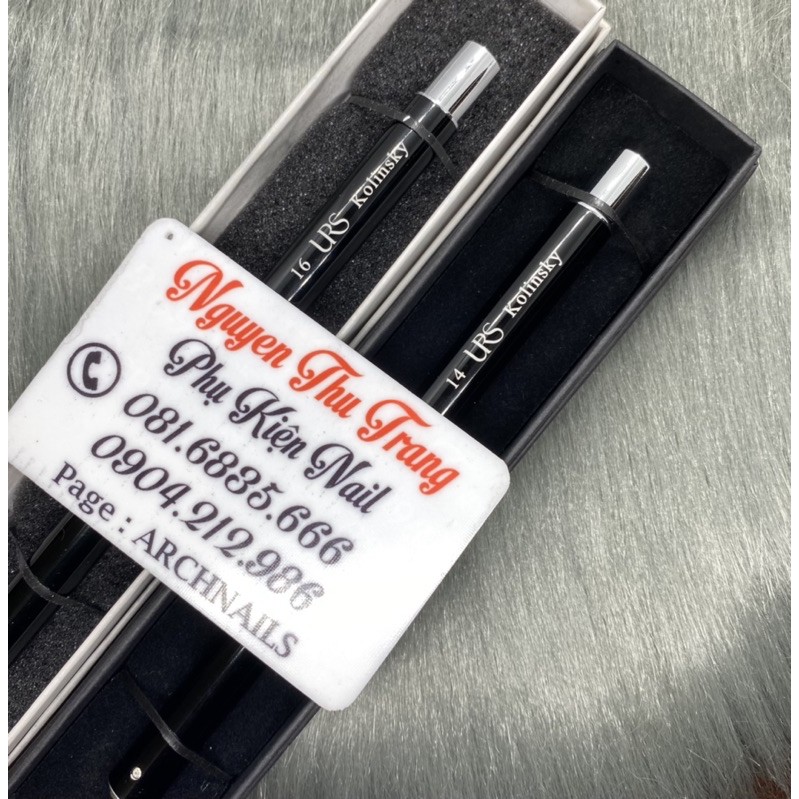 16 URS Kolinsky
14 URS Kolinsky
Nguyen Thu Trang
Phụ Kiện Nail
081.6835.666
0904.212.986
Page : ARCHNAILS